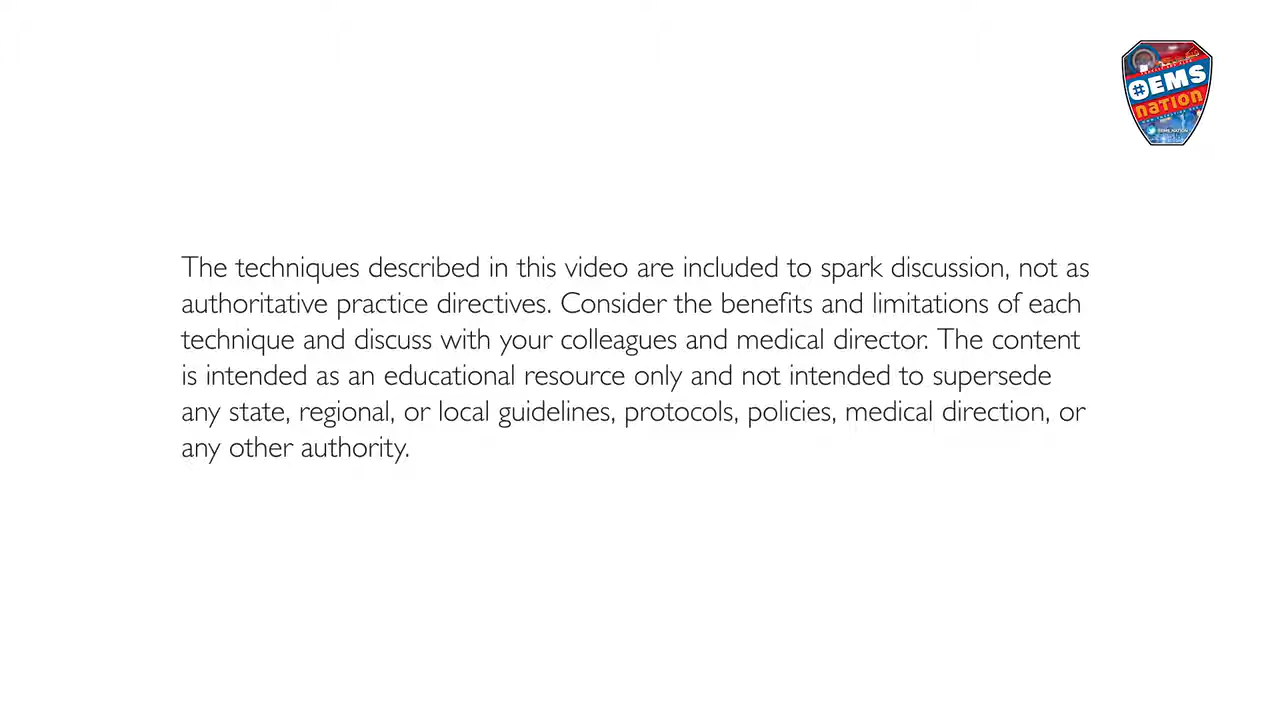 #EMS
nation
The techniques described in this video are included to spark discussion, not as
authoritative practice directives. Consider the benefits and limitations of each
technique and discuss with your colleagues and medical director. The content
is intended as an educational resource only and not intended to supersede
any state, regional, or local guidelines, protocols, policies, medical direction, or
any other authority.